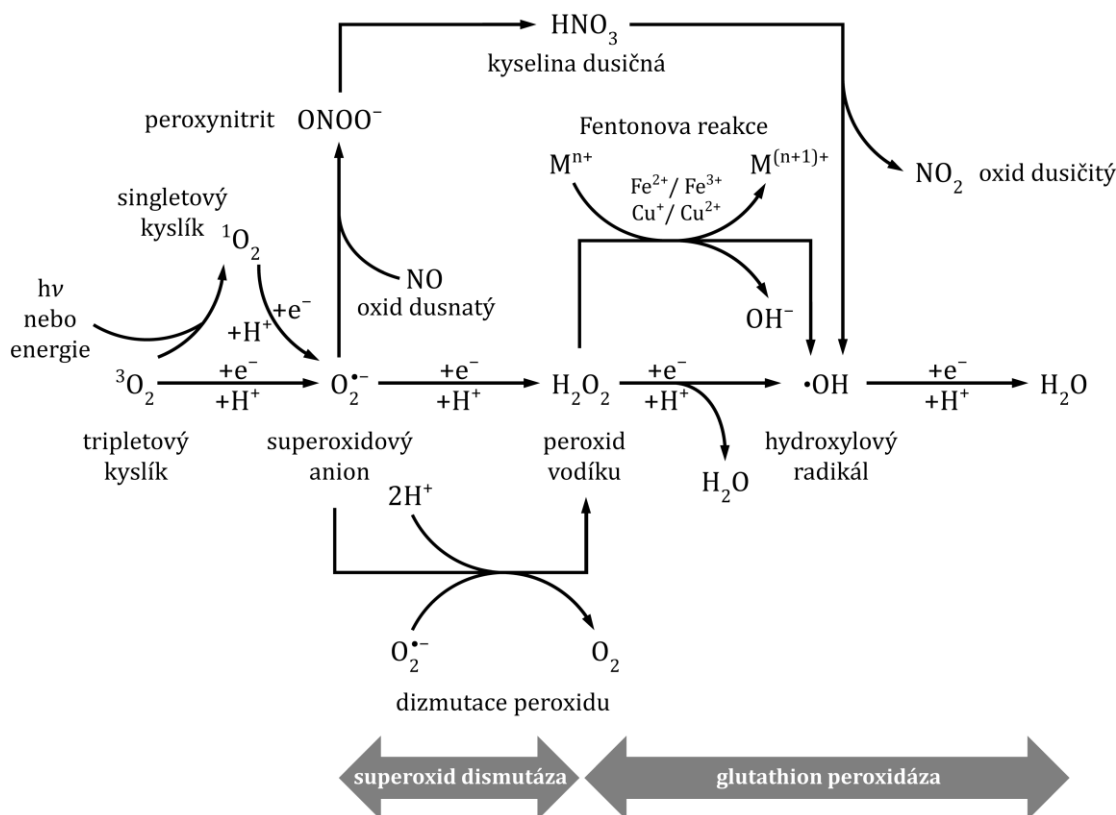 HNO₃
kyselina dusičná
peroxynitrit ONOO⁻
Fentonova reakce
Mⁿ⁺
M⁽ⁿ⁺¹⁾⁺
Fe²⁺/ Fe³⁺
Cu⁺/ Cu²⁺
NO₂ oxid dusičitý
singletový
kyslík
¹O₂
NO
oxid dusnatý
hν
nebo
energie
+e⁻
+H⁺
OH⁻
³O₂
+e⁻
+H⁺
O₂•⁻
+e⁻
+H⁺
H₂O₂
+e⁻
+H⁺
•OH
+e⁻
+H⁺
H₂O
tripletový
kyslík
superoxidový
anion
peroxid
vodíku
H₂O
hydroxylový
radikál
2H⁺
O₂•⁻
O₂
dizmutace peroxidu
superoxid dismutáza
glutathion peroxidáza